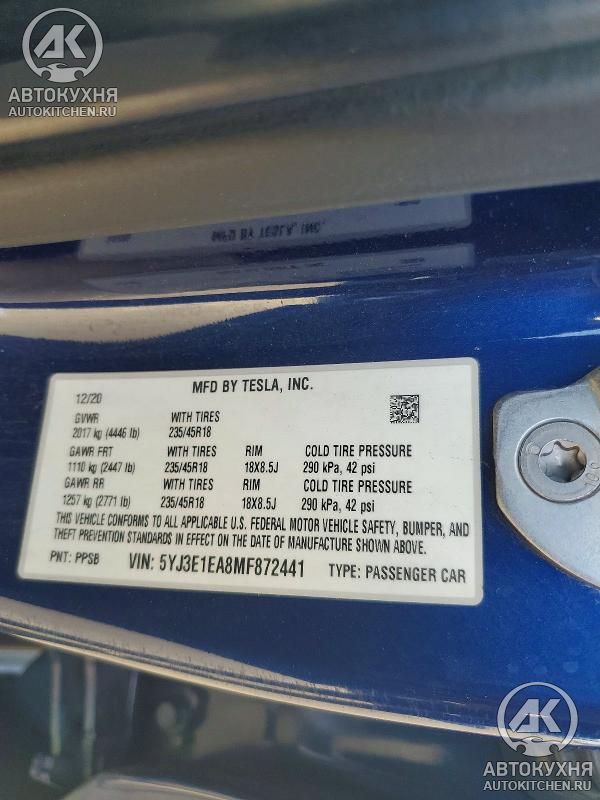 AK
АВТОКУХНЯ
AUTOKITCHEN.RU
MFD BY TESLA, INC.
12/20
GVWR WITH TIRES
2017 kg (4446 lb) 235/45R18
GAWR FRT WITH TIRES RIM COLD TIRE PRESSURE
1110 kg (2447 lb) 235/45R18 18X8.5J 290 kPa, 42 psi
GAWR RR WITH TIRES RIM COLD TIRE PRESSURE
1257 kg (2771 lb) 235/45R18 18X8.5J 290 kPa, 42 psi
THIS VEHICLE CONFORMS TO ALL APPLICABLE U.S. FEDERAL MOTOR VEHICLE SAFETY, BUMPER, AND
THEFT PREVENTION STANDARDS IN EFFECT ON THE DATE OF MANUFACTURE SHOWN ABOVE.
PNT: PPSB VIN: 5YJ3E1EA8MF872441 TYPE: PASSENGER CAR
AK
АВТОКУХНЯ
AUTOKITCHEN.RU